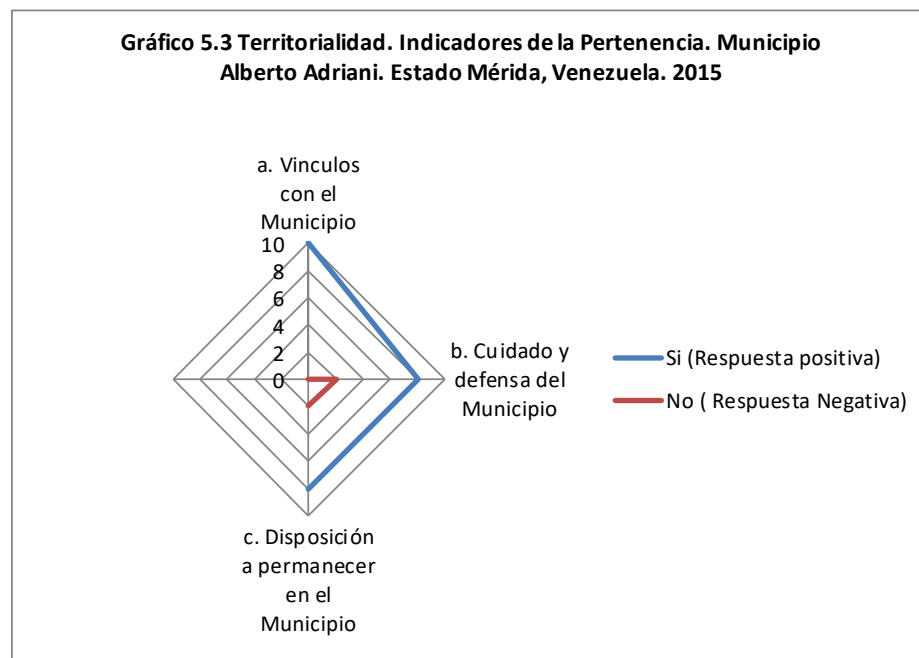 Gráfico 5.3 Territorialidad. Indicadores de la Pertenencia. Municipio
Alberto Adriani. Estado Mérida, Venezuela. 2015
a. Vinculos
con el
Municipio
10
8
6
4
2
0
b. Cuidado y
defensa del
Municipio
Si (Respuesta positiva)
No ( Respuesta Negativa)
c. Disposición
a permanecer
en el
Municipio